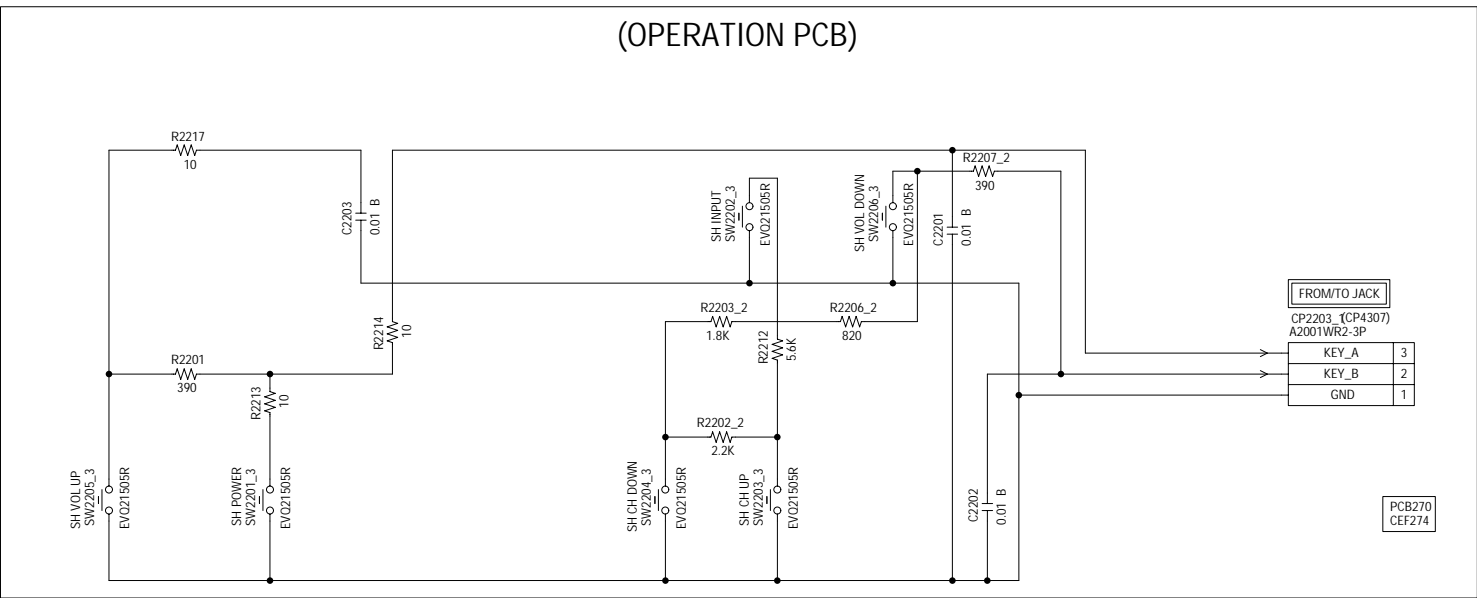 (OPERATION PCB)
R2217
10
C2203
0.01 B
R2214
10
R2201
390
R2213
10
SH VOL UP
SW2205_3
EVQ21505R
SH POWER
SW2201_3
EVQ21505R
SH INPUT
SW2202_3
EVQ21505R
SH VOL DOWN
SW2206_3
EVQ21505R
C2201
0.01 B
R2207_2
390
R2203_2
1.8K
R2206_2
820
R2212
5.6K
R2202_2
2.2K
SH CH DOWN
SW2204_3
EVQ21505R
SH CH UP
SW2203_3
EVQ21505R
C2202
0.01 B
FROM/TO JACK
CP2203_1(CP4307)
A2001WR2-3P
KEY_A 3
KEY_B 2
GND 1
PCB270
CEF274